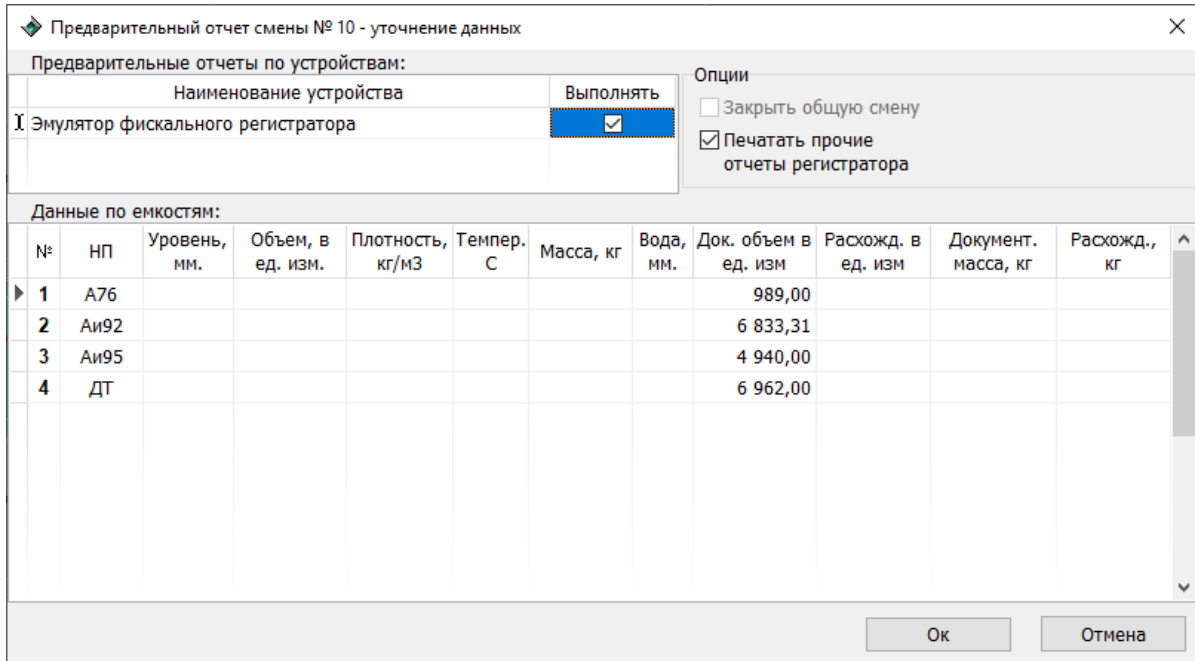 Предварительный отчет смены № 10 - уточнение данных
Предварительные отчеты по устройствам:
Наименование устройства Выполнять
Эмулятор фискального регистратора
Опции
Закрыть общую смену
Печатать прочие
отчеты регистратора
Данные по емкостям:
№ НП Уровень, мм. Объем, в ед. изм. Плотность, кг/м3 Темпер. С Масса, кг Вода, мм. Док. объем в ед. изм Расхожд. в ед. изм Документ. масса, кг Расхожд., кг
1 А76 989,00
2 Аи92 6 833,31
3 Аи95 4 940,00
4 ДТ 6 962,00
Ок Отмена